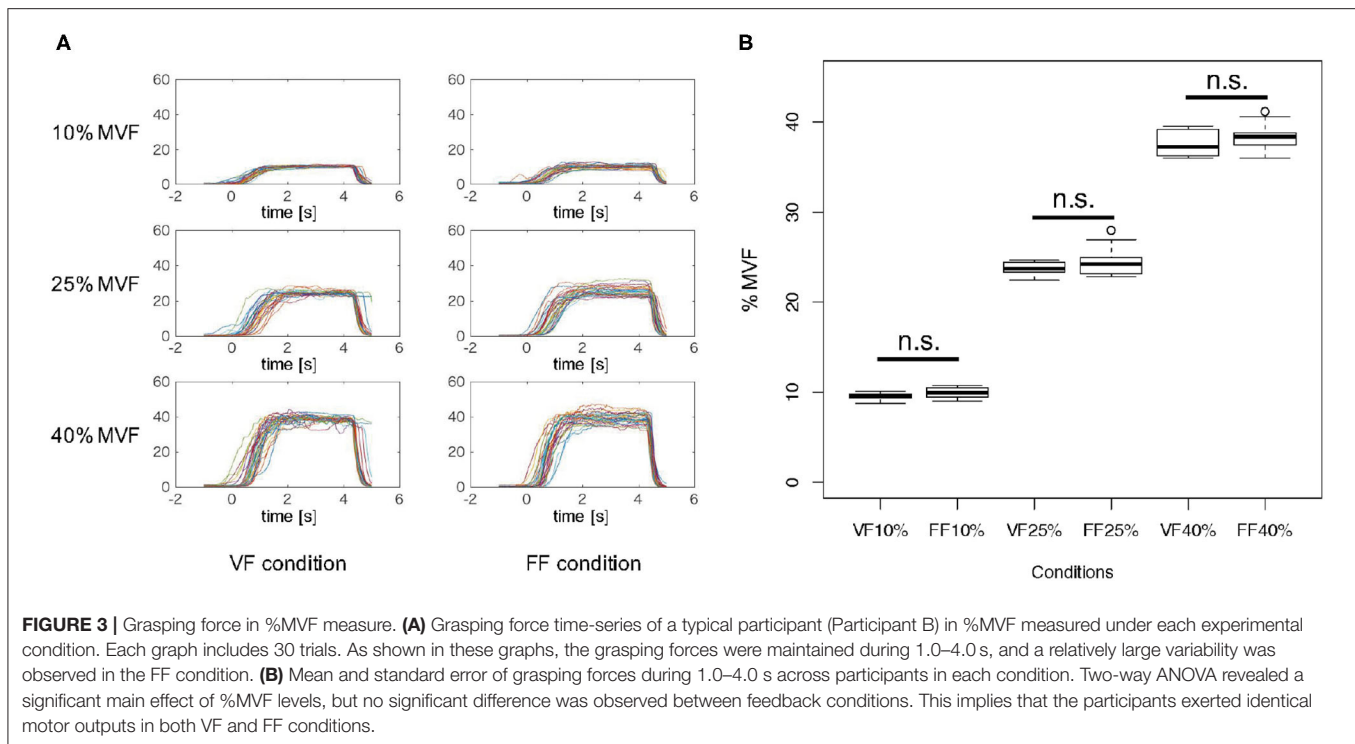 A
10% MVF
60
40
20
0
-2 0 2 4 6
time [s]
60
40
20
0
-2 0 2 4 6
time [s]
25% MVF
60
40
20
0
-2 0 2 4 6
time [s]
60
40
20
0
-2 0 2 4 6
time [s]
40% MVF
60
40
20
0
-2 0 2 4 6
time [s]
60
40
20
0
-2 0 2 4 6
time [s]
VF condition
FF condition
B
% MVF
40
30
20
10
0
n.s.
n.s.
n.s.
VF10% FF10% VF25% FF25% VF40% FF40%
Conditions
FIGURE 3 | Grasping force in %MVF measure. (A) Grasping force time-series of a typical participant (Participant B) in %MVF measured under each experimental
condition. Each graph includes 30 trials. As shown in these graphs, the grasping forces were maintained during 1.0–4.0 s, and a relatively large variability was
observed in the FF condition. (B) Mean and standard error of grasping forces during 1.0–4.0 s across participants in each condition. Two-way ANOVA revealed a
significant main effect of %MVF levels, but no significant difference was observed between feedback conditions. This implies that the participants exerted identical
motor outputs in both VF and FF conditions.